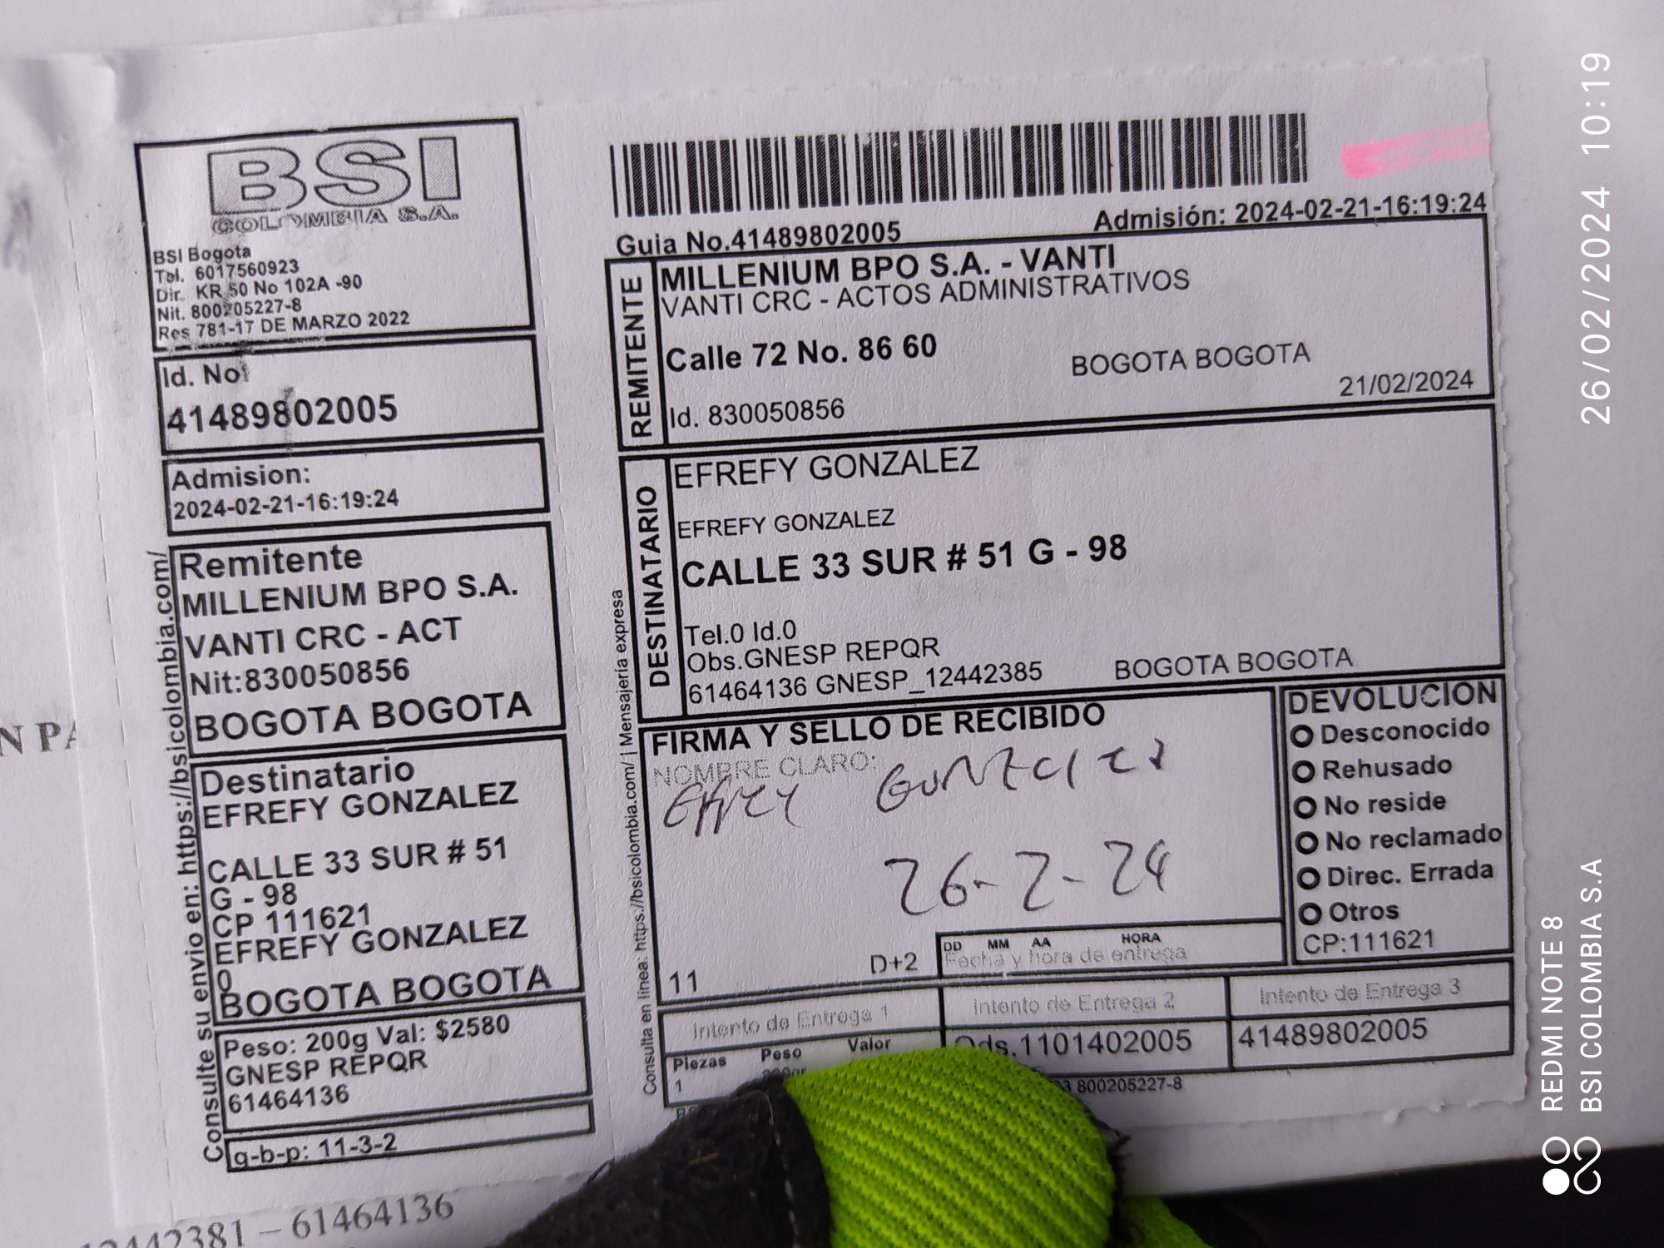 BSI
COLOMBIA S.A.
BSI Bogota
Tel. 6017560923
Dir. KR 50 No 102A -90
Nit. 800205227-8
Res 781-17 DE MARZO 2022
Id. No
41489802005
Admision:
2024-02-21-16:19:24
Remitente
MILLENIUM BPO S.A.
VANTI CRC - ACT
Nit:830050856
BOGOTA BOGOTA
Destinatario
EFREFY GONZALEZ
CALLE 33 SUR # 51
G - 98
CP 111621
EFREFY GONZALEZ
0
BOGOTA BOGOTA
Peso: 200g Val: $2580
GNESP REPQR
61464136
g-b-p: 11-3-2
Consulte su envio en: https://bsicolombia.com/
Guia No.41489802005
Admisión: 2024-02-21-16:19:24
REMITENTE
MILLENIUM BPO S.A. - VANTI
VANTI CRC - ACTOS ADMINISTRATIVOS
Calle 72 No. 86 60
BOGOTA BOGOTA
21/02/2024
Id. 830050856
DESTINATARIO
EFREFY GONZALEZ
EFREFY GONZALEZ
CALLE 33 SUR # 51 G - 98
Tel.0 Id.0
Obs.GNESP REPQR
61464136 GNESP_12442385
BOGOTA BOGOTA
FIRMA Y SELLO DE RECIBIDO
NOMBRE CLARO:
26-2-24
11
D+2
DD MM AA HORA
Fecha y hora de entrega
DEVOLUCION
Desconocido
Rehusado
No reside
No reclamado
Direc. Errada
Otros
CP:111621
Intento de Entrega 1
Intento de Entrega 2
Intento de Entrega 3
Piezas Peso Valor
1
.1101402005
41489802005
800205227-8
Consulta en linea: https://bsicolombia.com/ | Mensajería expresa
N PA
61464136
26/02/2024 10:19
REDMI NOTE 8
BSI COLOMBIA S.A